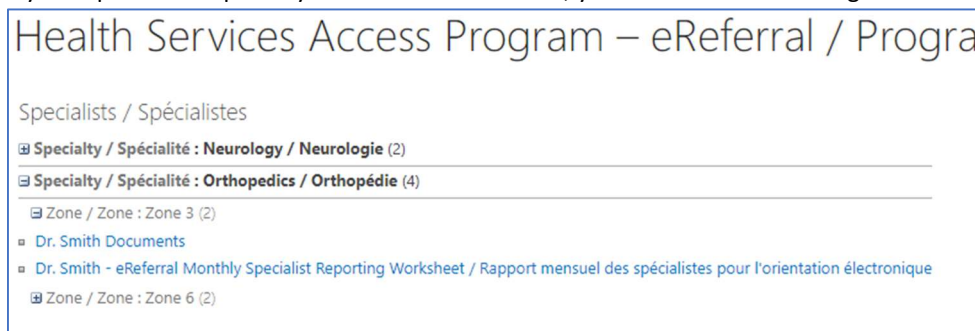 Health Services Access Program – eReferral /
Specialists / Spécialistes
Specialty / Spécialité : Neurology / Neurologie (2)
Specialty / Spécialité : Orthopedics / Orthopédie (4)
Zone / Zone : Zone 3 (2)
Dr. Smith Documents
Dr. Smith - eReferral Monthly Specialist Reporting Worksheet / Rapport mensuel des spécialistes pour l'orientation électronique
Zone / Zone : Zone 6 (2)